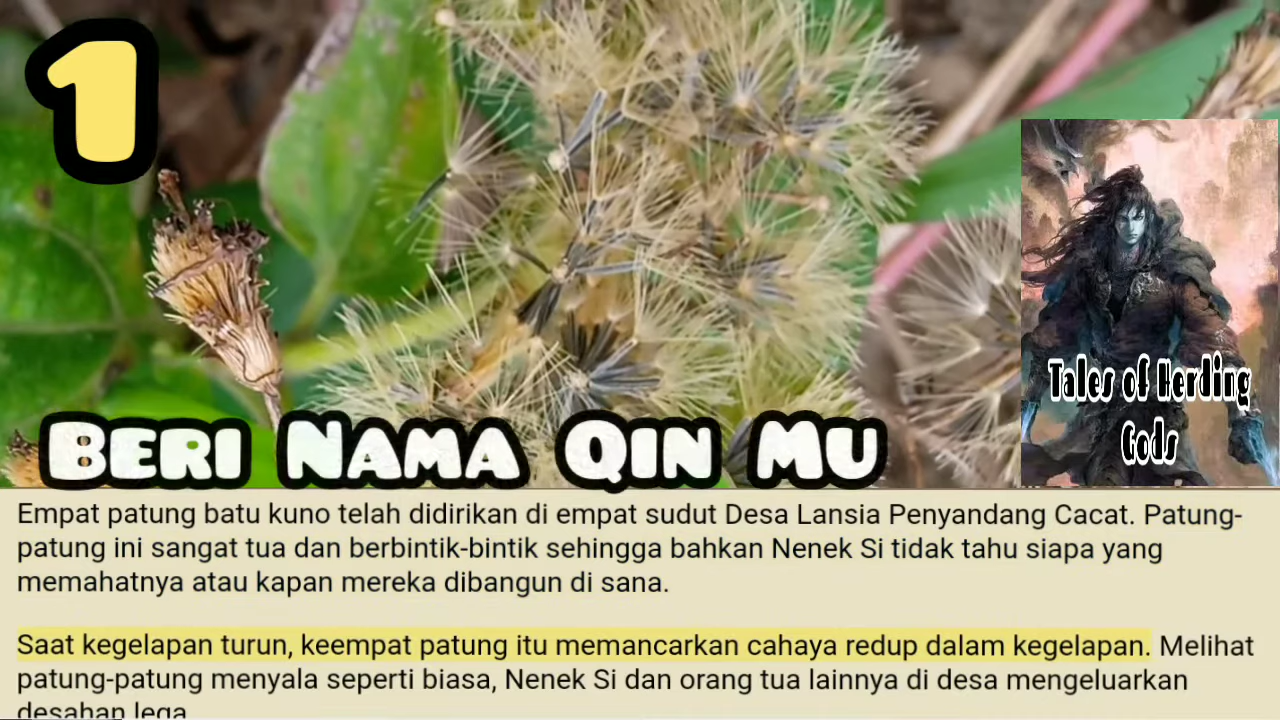 1
Tales of Herding
Gods
BERI NAMA QIN MU
Empat patung batu kuno telah didirikan di empat sudut Desa Lansia Penyandang Cacat. Patung-
patung ini sangat tua dan berbintik-bintik sehingga bahkan Nenek Si tidak tahu siapa yang
memahatnya atau kapan mereka dibangun di sana.
Saat kegelapan turun, keempat patung itu memancarkan cahaya redup dalam kegelapan. Melihat
patung-patung menyala seperti biasa, Nenek Si dan orang tua lainnya di desa mengeluarkan
desahan lega